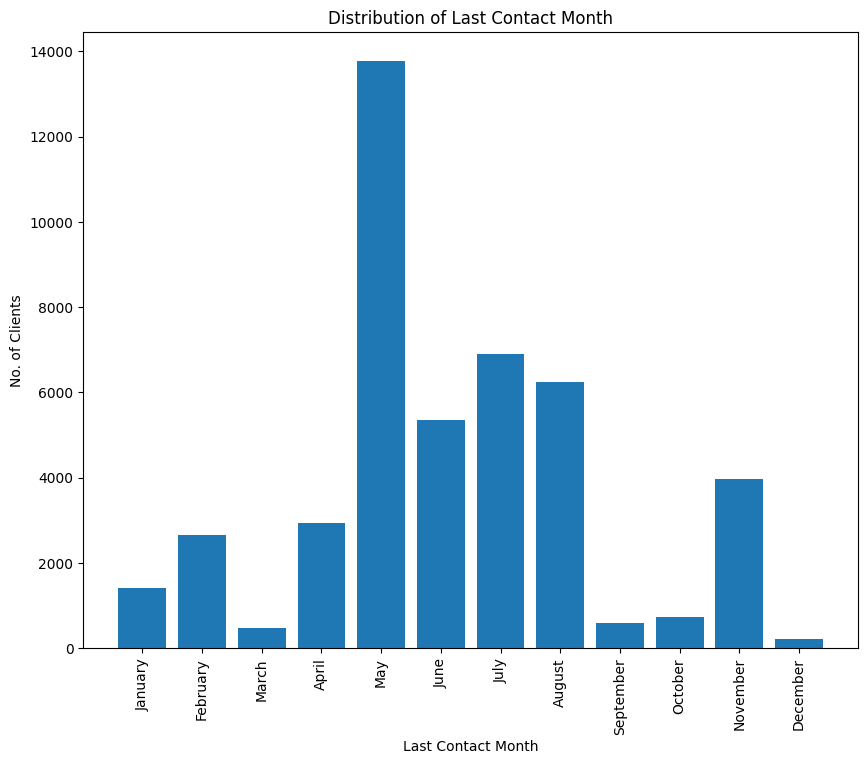 Distribution of Last Contact Month
No. of Clients
14000
12000
10000
8000
6000
4000
2000
0
January
February
March
April
May
June
July
August
September
October
November
December
Last Contact Month